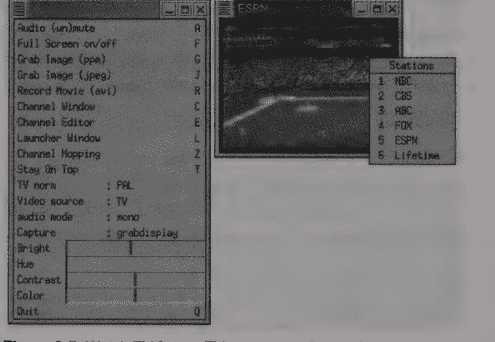 Audio (un)mute A
Full Screen on/off F
Grab Image (ppm) G
Grab Image (jpeg) J
Record Movie (avi) R
Channel Window C
Channel Editor E
Launcher Window L
Channel Hopping Z
Stay On Top T
TV norm : PAL
Video source : TV
audio mode : mono
Capture : grabdisplay
Bright
Hue
Contrast
Color
Quit Q
ESPN
Stations
1 NBC
2 CBS
3 ABC
4 FOX
5 ESPN
6 Lifetime